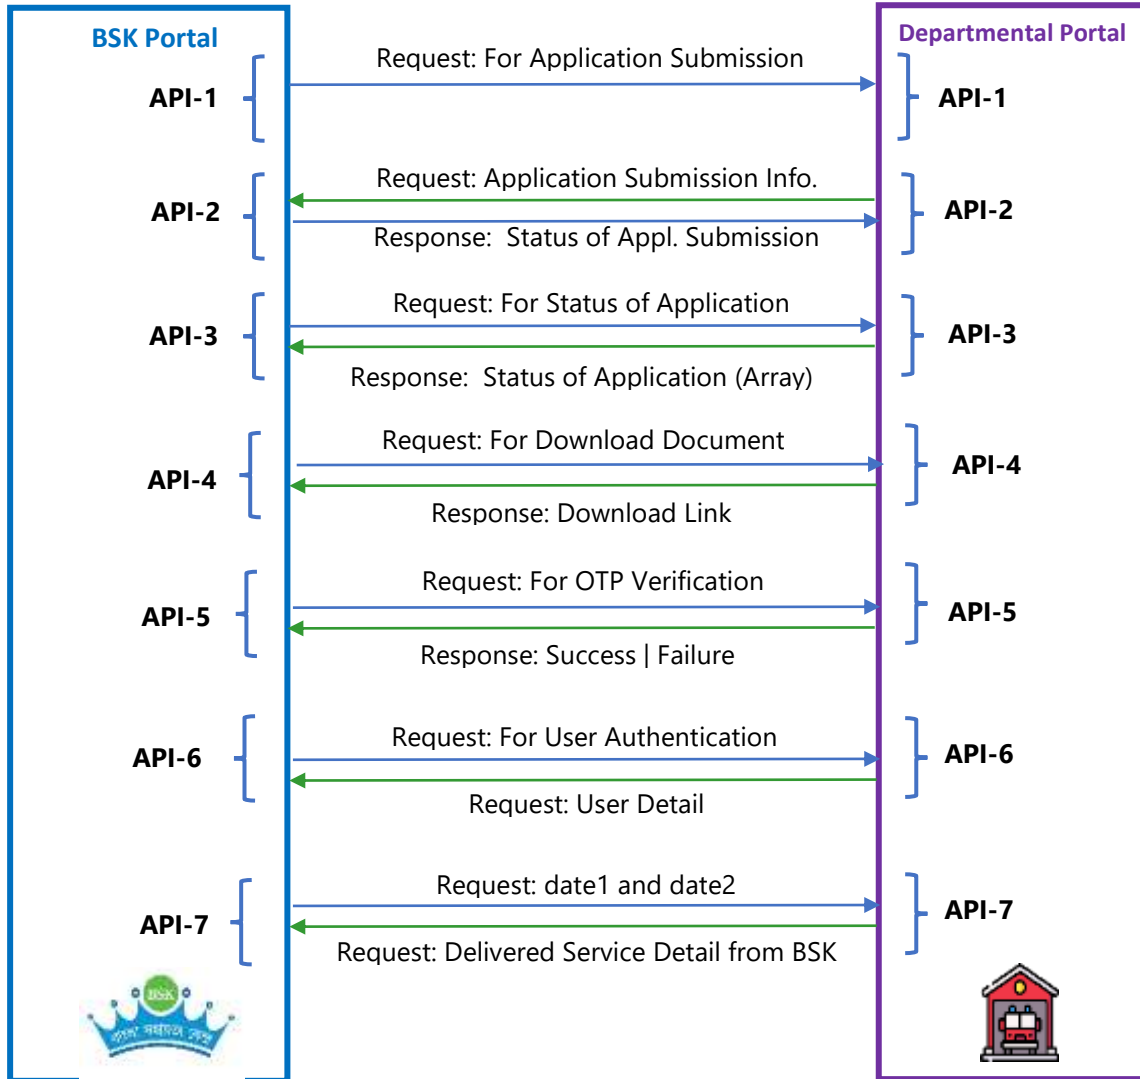 BSK Portal
Departmental Portal
Request: For Application Submission
API-1
API-1
Request: Application Submission Info.
API-2
API-2
Response: Status of Appl. Submission
Request: For Status of Application
API-3
API-3
Response: Status of Application (Array)
Request: For Download Document
API-4
API-4
Response: Download Link
Request: For OTP Verification
API-5
API-5
Response: Success | Failure
Request: For User Authentication
API-6
API-6
Request: User Detail
Request: date1 and date2
API-7
API-7
Request: Delivered Service Detail from BSK
BSK
বাংলা সহায়তা কেন্দ্র